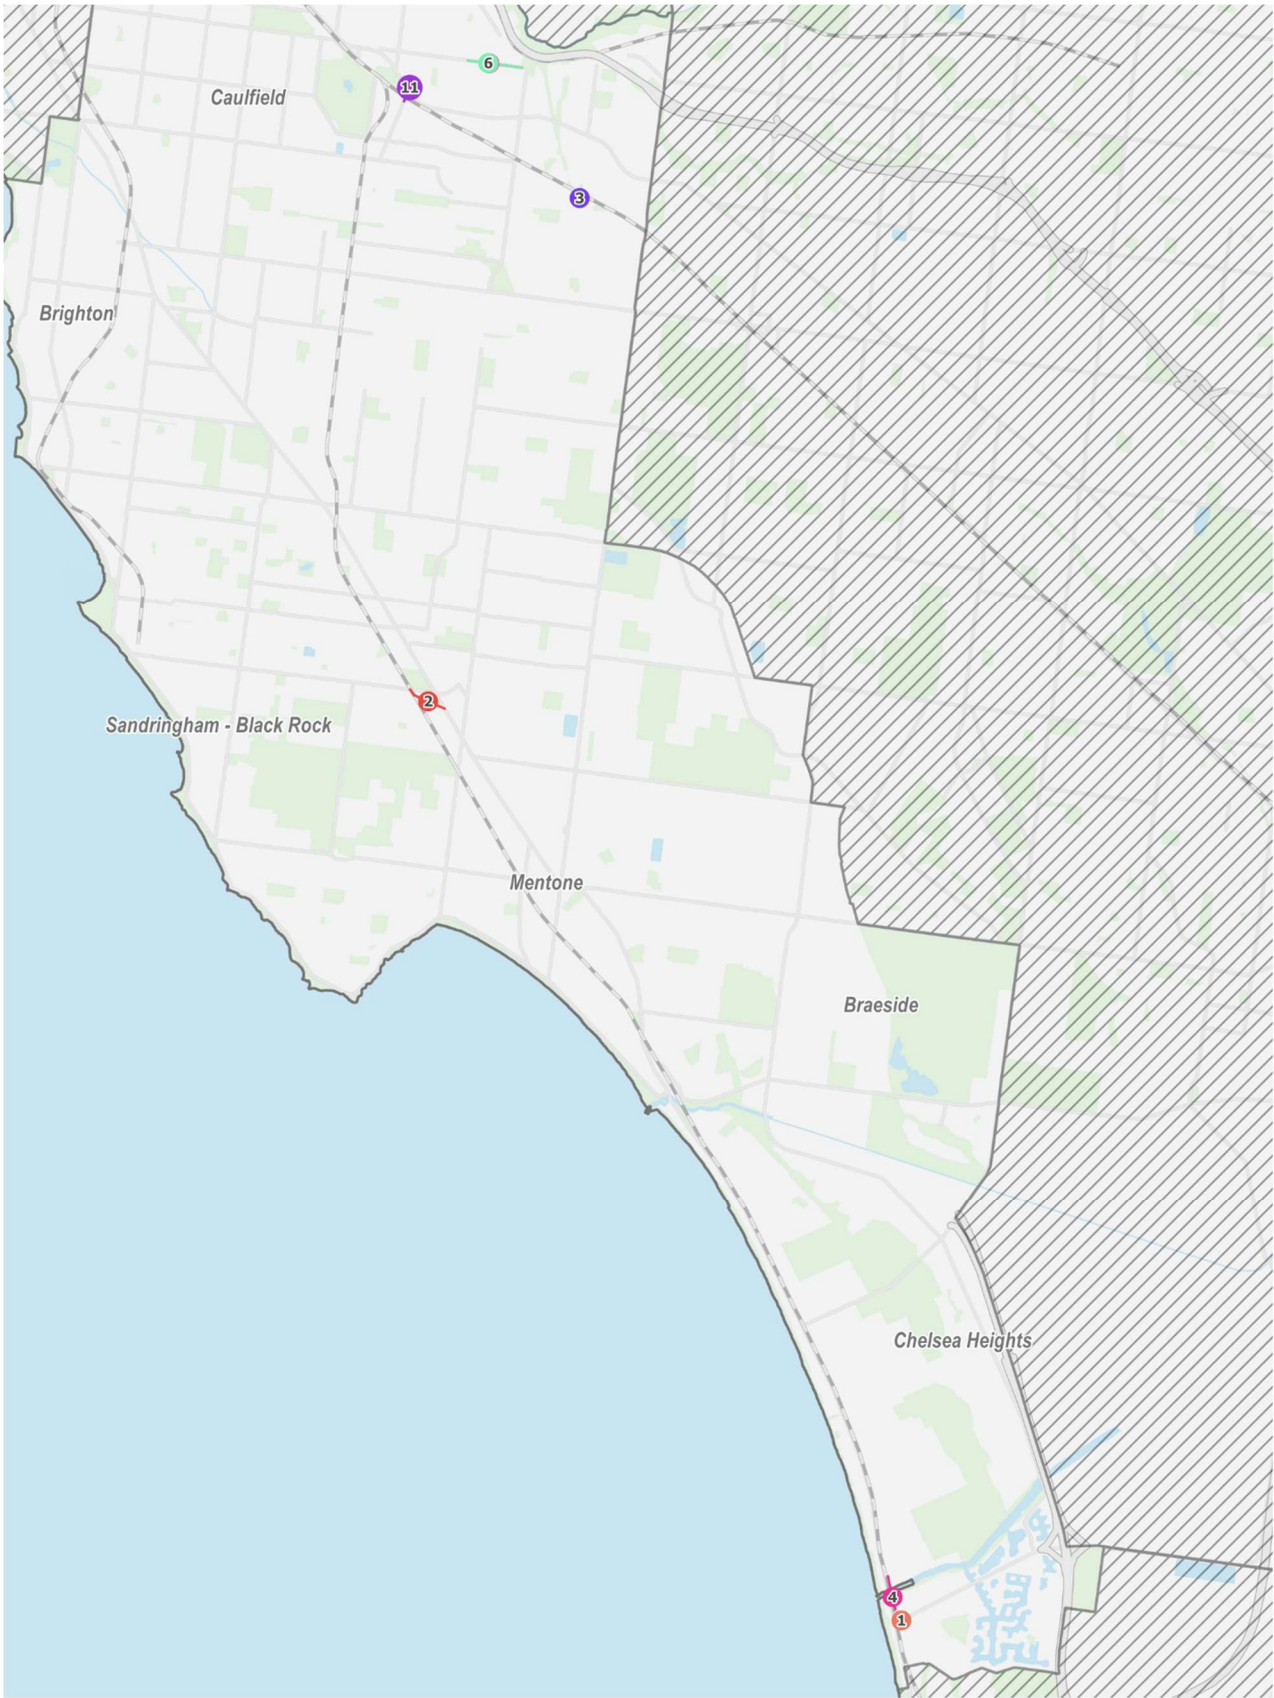 6
11
Caulfield
3
Brighton
2
Sandringham - Black Rock
Mentone
Braeside
Chelsea Heights
4
1